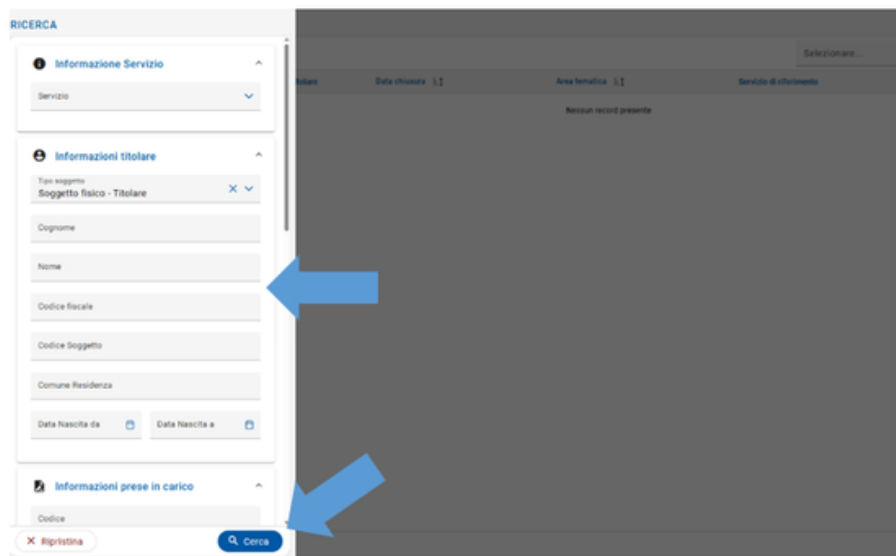 RICERCA
Informazione Servizio
Servizio
Informazioni titolare
Tipo soggetto
Soggetto fisico - Titolare
Cognome
Nome
Codice fiscale
Codice Soggetto
Comune Residenza
Data Nascita da Data Nascita a
Informazioni prese in carico
Codice
Ripristina Cerca
Selezionare...
Data chiusura Area tematica Servizio di riferimento
Nessun record presente